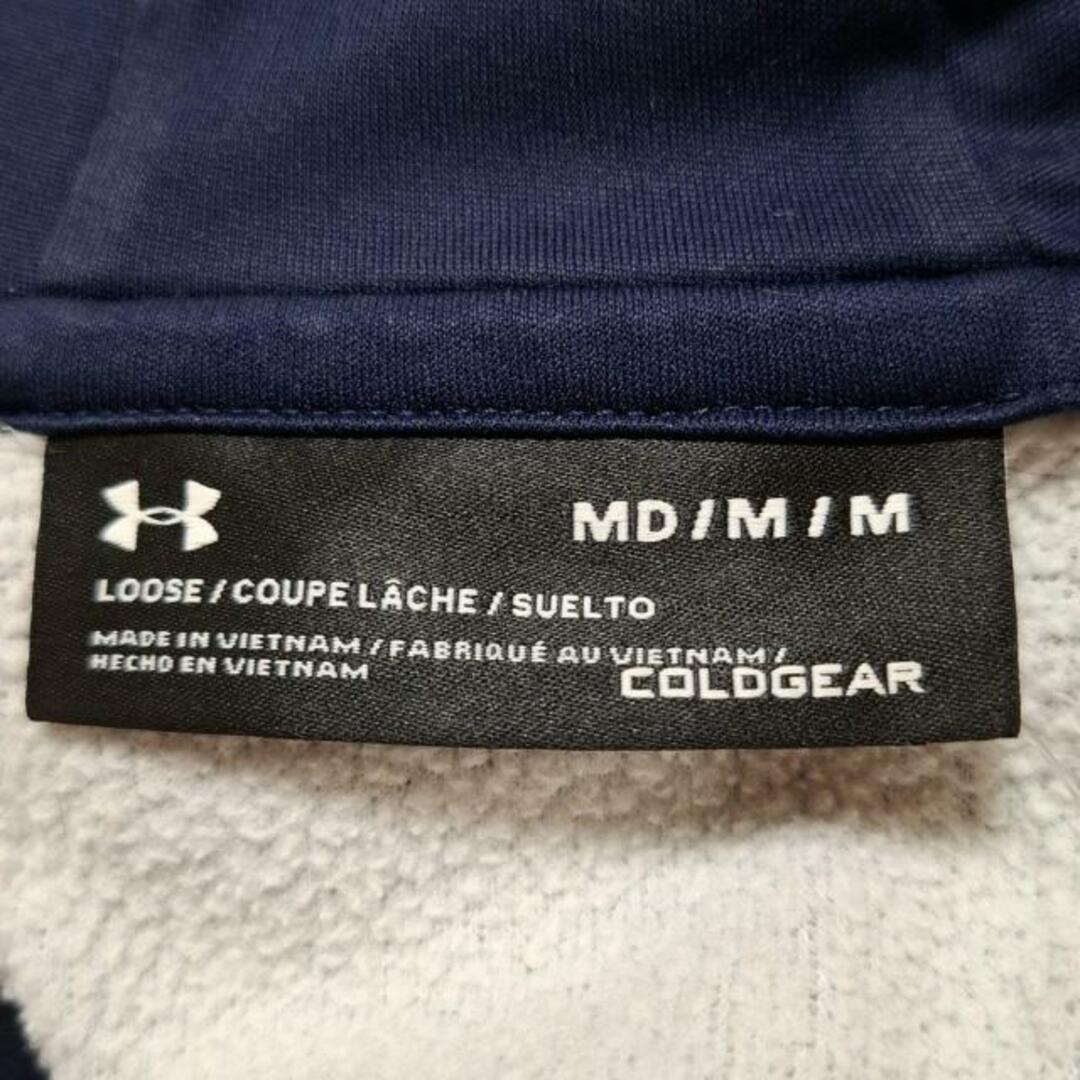 MD/M/M
LOOSE/COUPE LÂCHE/SUELTO
MADE IN VIETNAM/FABRIQUÉ AU VIETNAM/
HECHO EN VIETNAM
COLDGEAR